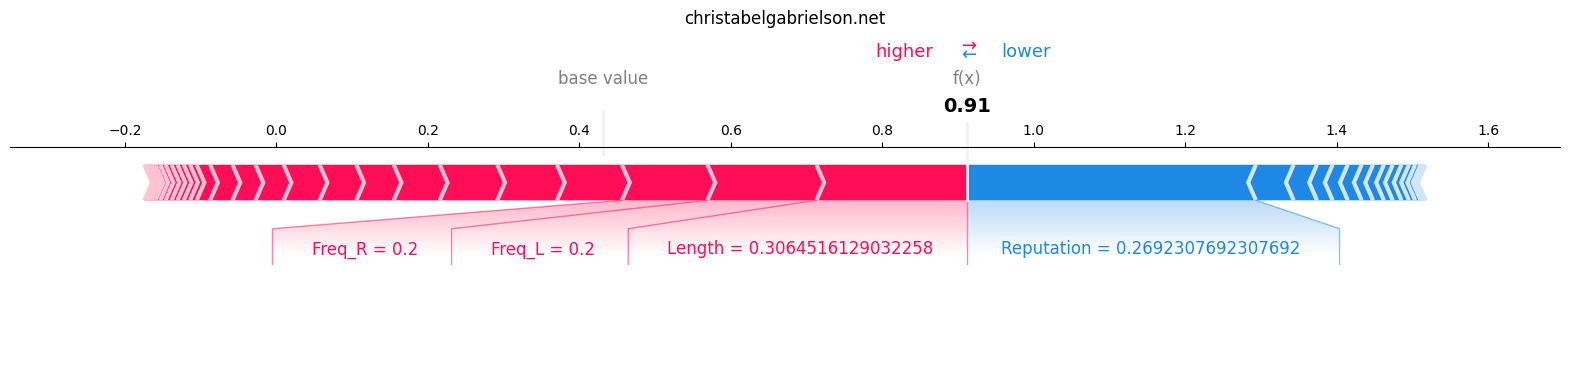 christabelgabrielson.net
higher → ← lower
base value f(x)
0.91
−0.2 0.0 0.2 0.4 0.6 0.8 1.0 1.2 1.4 1.6
Freq_R = 0.2 Freq_L = 0.2 Length = 0.3064516129032258 Reputation = 0.2692307692307692